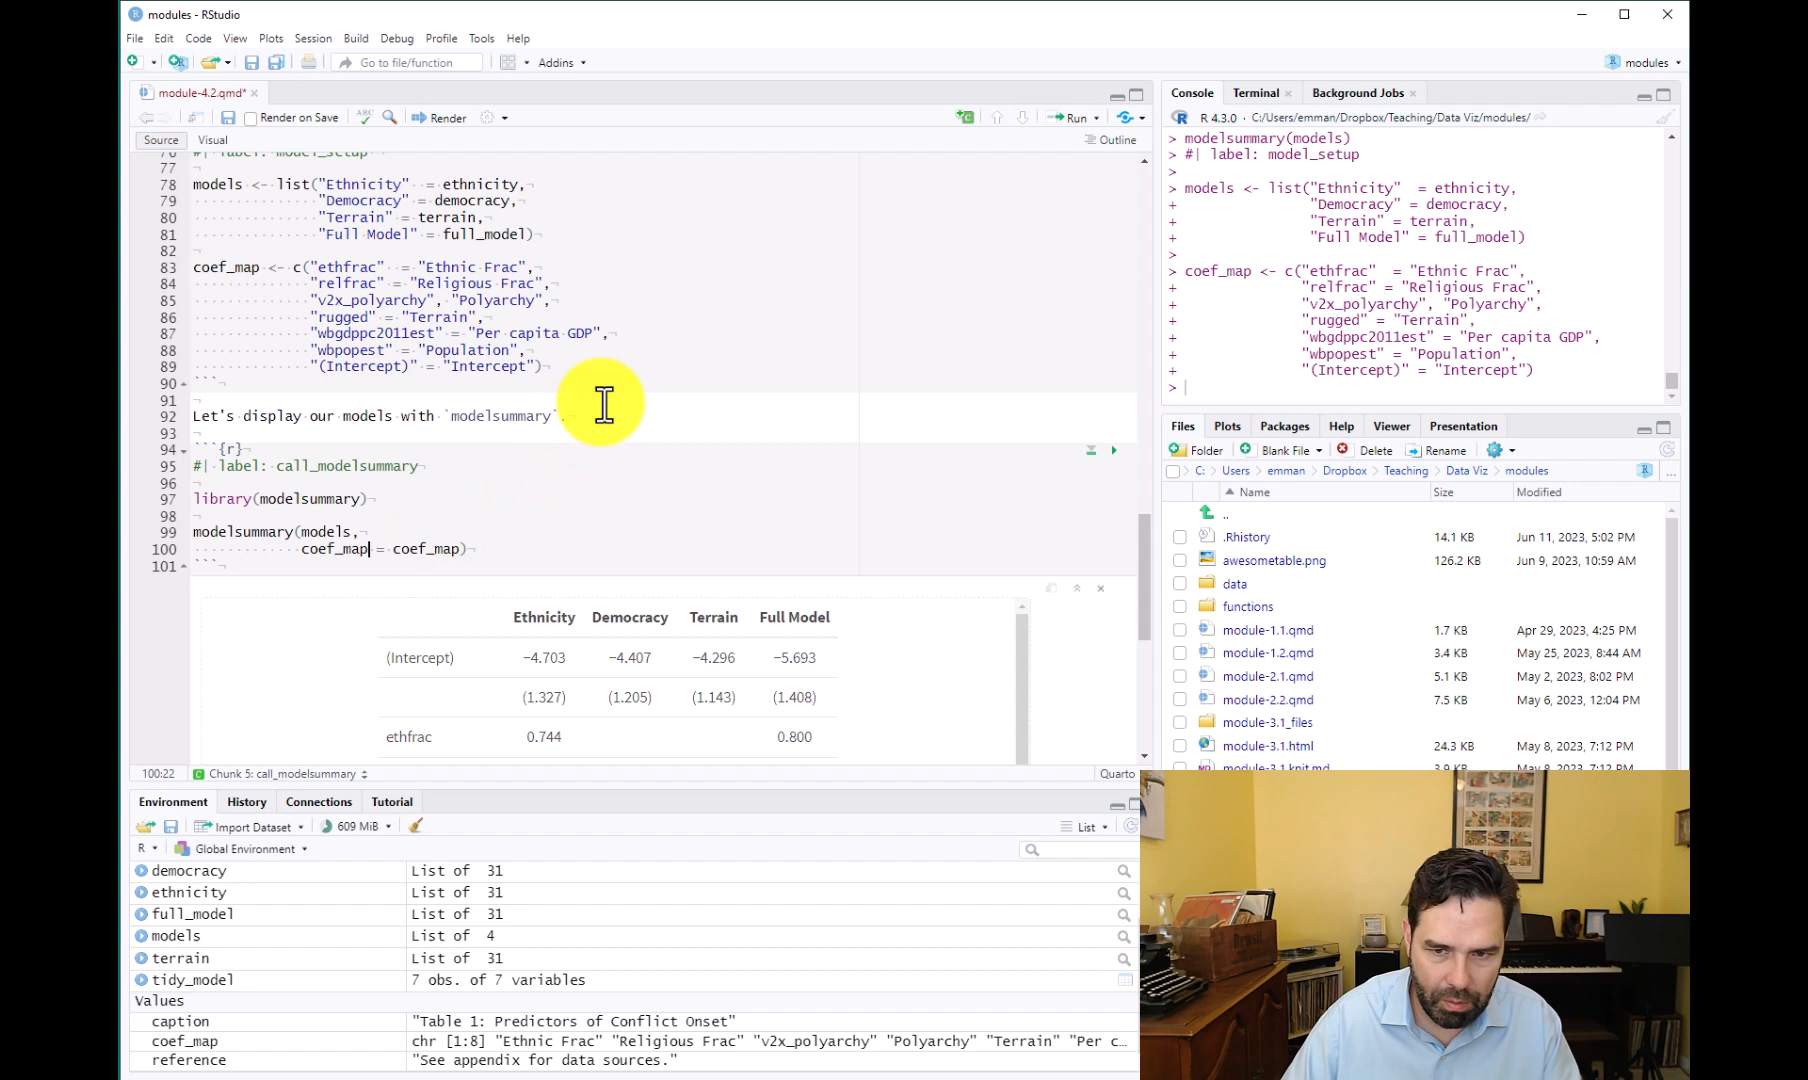 modules - RStudio
File Edit Code View Plots Session Build Debug Profile Tools Help
Go to file/function
Addins
modules
module-4.2.qmd*
Render on Save
Render
Run
Source
Visual
Outline
76 #| label: model_setup
77
78 models <- list("Ethnicity" = ethnicity,
79 "Democracy" = democracy,
80 "Terrain" = terrain,
81 "Full Model" = full_model)
82
83 coef_map <- c("ethfrac" = "Ethnic Frac",
84 "relfrac" = "Religious Frac",
85 "v2x_polyarchy", "Polyarchy",
86 "rugged" = "Terrain",
87 "wbgdppc2011est" = "Per capita GDP",
88 "wbpopest" = "Population",
89 "(Intercept)" = "Intercept")
90 ```
91
92 Let's display our models with `modelsummary`.
93
94 ```{r}
95 #| label: call_modelsummary
96
97 library(modelsummary)
98
99 modelsummary(models,
100 coef_map = coef_map)
101 ```
Ethnicity Democracy Terrain Full Model
(Intercept) −4.703 −4.407 −4.296 −5.693
(1.327) (1.205) (1.143) (1.408)
ethfrac 0.744 0.800
100:22 Chunk 5: call_modelsummary Quarto
Environment History Connections Tutorial
Import Dataset 609 MiB List
R Global Environment
democracy List of 31
ethnicity List of 31
full_model List of 31
models List of 4
terrain List of 31
tidy_model 7 obs. of 7 variables
Values
caption "Table 1: Predictors of Conflict Onset"
coef_map chr [1:8] "Ethnic Frac" "Religious Frac" "v2x_polyarchy" "Polyarchy" "Terrain" "Per c…
reference "See appendix for data sources."
Console Terminal Background Jobs
R 4.3.0 · C:/Users/emman/Dropbox/Teaching/Data Viz/modules/
> modelsummary(models)
> #| label: model_setup
>
> models <- list("Ethnicity" = ethnicity,
+ "Democracy" = democracy,
+ "Terrain" = terrain,
+ "Full Model" = full_model)
>
> coef_map <- c("ethfrac" = "Ethnic Frac",
+ "relfrac" = "Religious Frac",
+ "v2x_polyarchy", "Polyarchy",
+ "rugged" = "Terrain",
+ "wbgdppc2011est" = "Per capita GDP",
+ "wbpopest" = "Population",
+ "(Intercept)" = "Intercept")
>
Files Plots Packages Help Viewer Presentation
Folder Blank File Delete Rename
C: Users emman Dropbox Teaching Data Viz modules
Name Size Modified
..
.Rhistory 14.1 KB Jun 11, 2023, 5:02 PM
awesometable.png 126.2 KB Jun 9, 2023, 10:59 AM
data
functions
module-1.1.qmd 1.7 KB Apr 29, 2023, 4:25 PM
module-1.2.qmd 3.4 KB May 25, 2023, 8:44 AM
module-2.1.qmd 5.1 KB May 2, 2023, 8:02 PM
module-2.2.qmd 7.5 KB May 6, 2023, 12:04 PM
module-3.1_files
module-3.1.html 24.3 KB May 8, 2023, 7:12 PM
module-3.1.knit.md 3.9 KB May 8, 2023, 7:12 PM